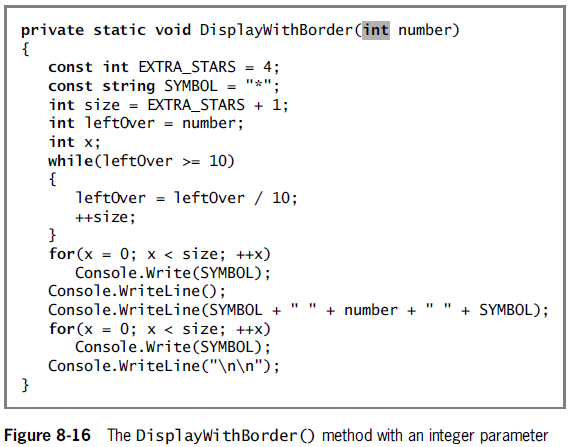 private static void DisplayWithBorder(int number)
{
   const int EXTRA_STARS = 4;
   const string SYMBOL = "*";
   int size = EXTRA_STARS + 1;
   int leftOver = number;
   int x;
   while(leftOver >= 10)
   {
      leftOver = leftOver / 10;
      ++size;
   }
   for(x = 0; x < size; ++x)
      Console.Write(SYMBOL);
   Console.WriteLine();
   Console.WriteLine(SYMBOL + " " + number + " " + SYMBOL);
   for(x = 0; x < size; ++x)
      Console.Write(SYMBOL);
   Console.WriteLine("\n\n");
}
Figure 8-16 The DisplayWithBorder() method with an integer parameter